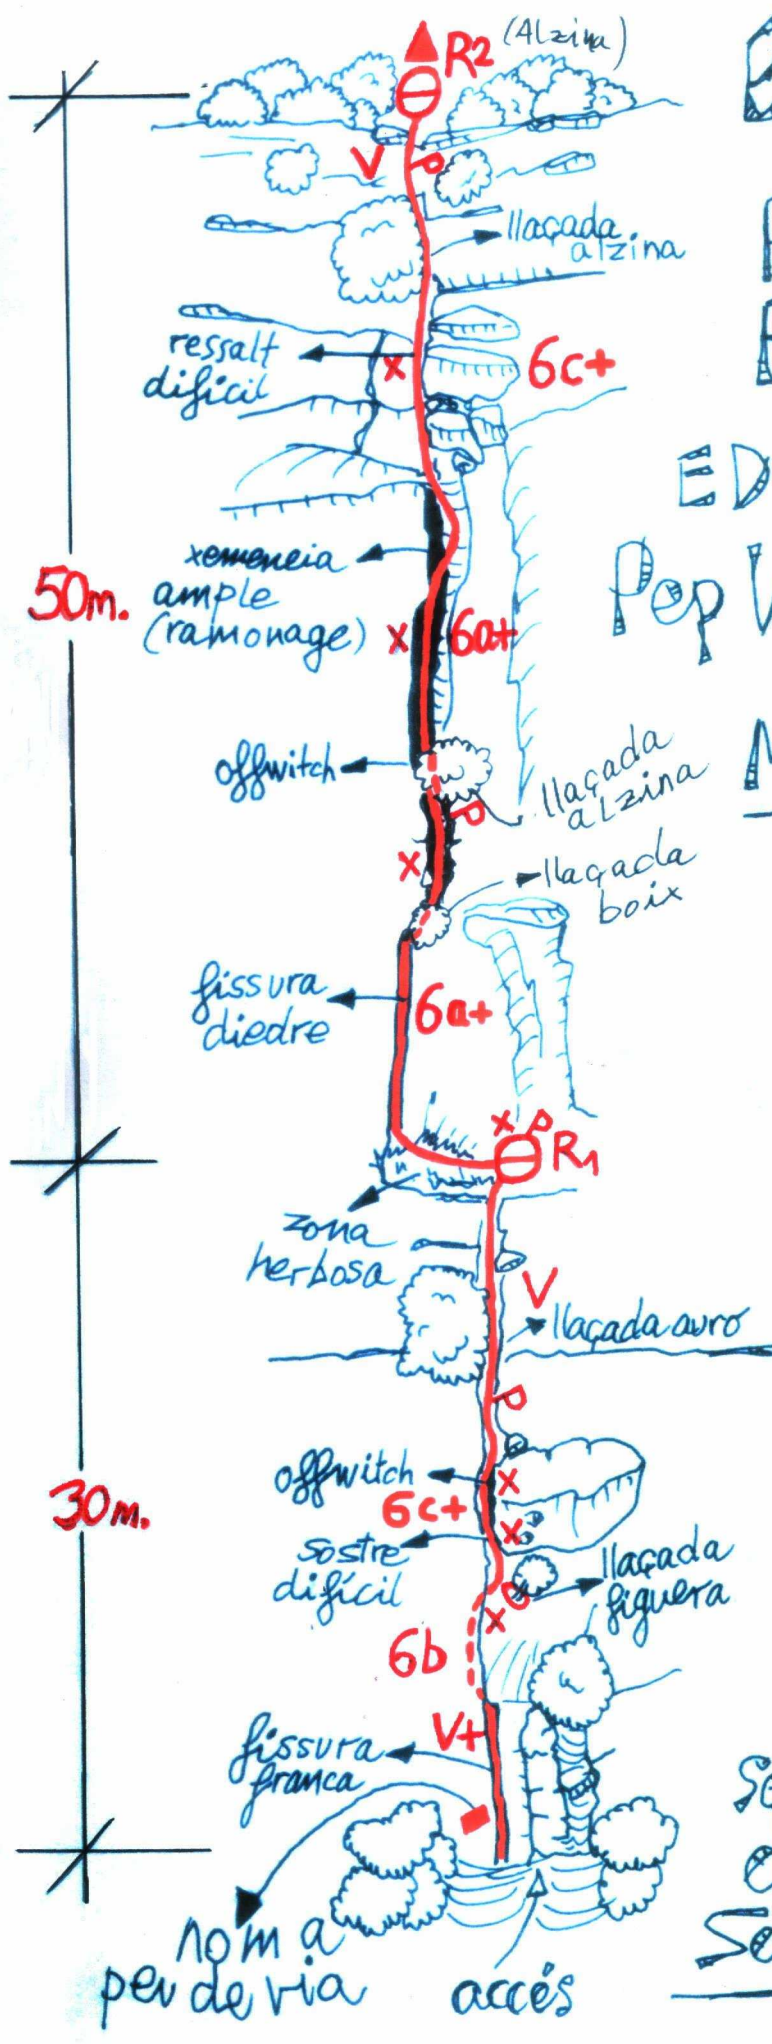 R2 (Alzina)
V
P
llaçada
alzina
ressalt
difícil
x
6c+
ED
xemeneia
ample
(ramonage)
50m.
Pep
x
6a+
offwitch
llaçada
alzina
P
x
llaçada
boix
fissura
diedre
6a+
x P
R1
zona
herbosa
V
llaçada auró
P
offwitch
x
6c+
30m.
x
sostre
difícil
llaçada
figuera
x
6b
V+
fissura
franca
nom a
peu de via
accés